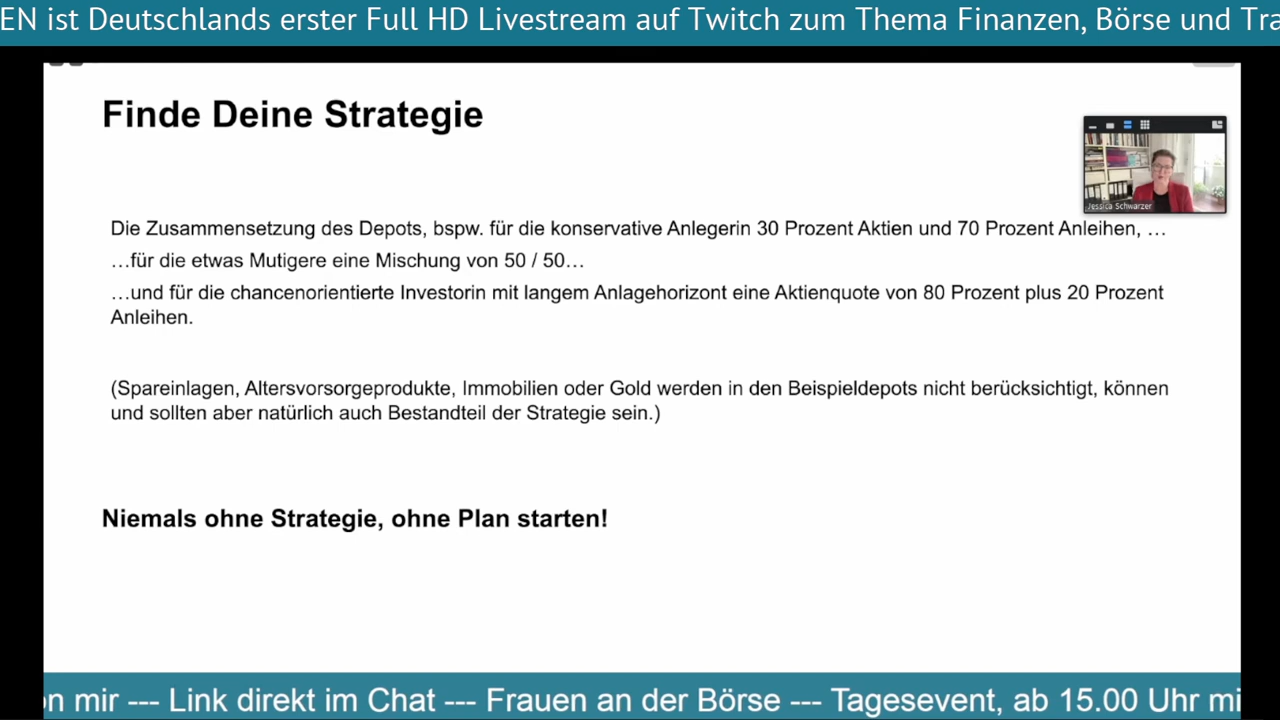 EN ist Deutschlands erster Full HD Livestream auf Twitch zum Thema Finanzen, Börse und Tra
Finde Deine Strategie
Jessica Schwarzer
Die Zusammensetzung des Depots, bspw. für die konservative Anlegerin 30 Prozent Aktien und 70 Prozent Anleihen, …
…für die etwas Mutigere eine Mischung von 50 / 50…
…und für die chancenorientierte Investorin mit langem Anlagehorizont eine Aktienquote von 80 Prozent plus 20 Prozent
Anleihen.
(Spareinlagen, Altersvorsorgeprodukte, Immobilien oder Gold werden in den Beispieldepots nicht berücksichtigt, können
und sollten aber natürlich auch Bestandteil der Strategie sein.)
Niemals ohne Strategie, ohne Plan starten!
on mir --- Link direkt im Chat --- Frauen an der Börse --- Tagesevent, ab 15.00 Uhr mi